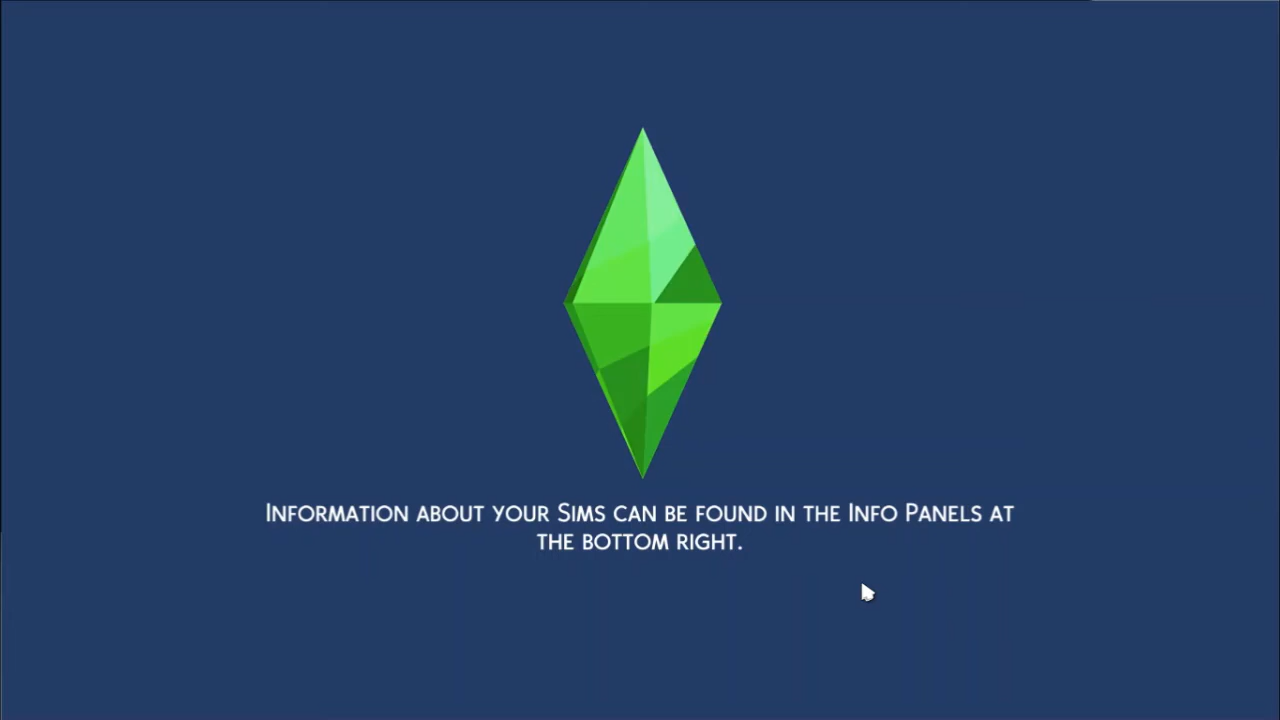 Information about your Sims can be found in the Info Panels at
the bottom right.